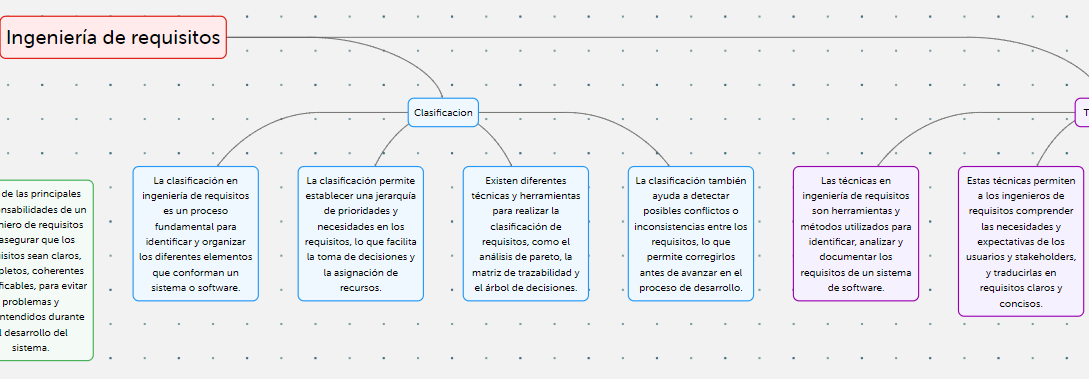 Ingeniería de requisitos
Clasificacion
T
de las principales
de un
de requisitos
asegurar que los
sean claros,
coherentes
para evitar
problemas y
durante
desarrollo del
sistema.
La clasificación en
ingeniería de requisitos
es un proceso
fundamental para
identificar y organizar
los diferentes elementos
que conforman un
sistema o software.
La clasificación permite
establecer una jerarquía
de prioridades y
necesidades en los
requisitos, lo que facilita
la toma de decisiones y
la asignación de
recursos.
Existen diferentes
técnicas y herramientas
para realizar la
clasificación de
requisitos, como el
análisis de pareto, la
matriz de trazabilidad y
el árbol de decisiones.
La clasificación también
ayuda a detectar
posibles conflictos o
inconsistencias entre los
requisitos, lo que
permite corregirlos
antes de avanzar en el
proceso de desarrollo.
Las técnicas en
ingeniería de requisitos
son herramientas y
métodos utilizados para
identificar, analizar y
documentar los
requisitos de un sistema
de software.
Estas técnicas permiten
a los ingenieros de
requisitos comprender
las necesidades y
expectativas de los
usuarios y stakeholders,
y traducirlas en
requisitos claros y
concisos.